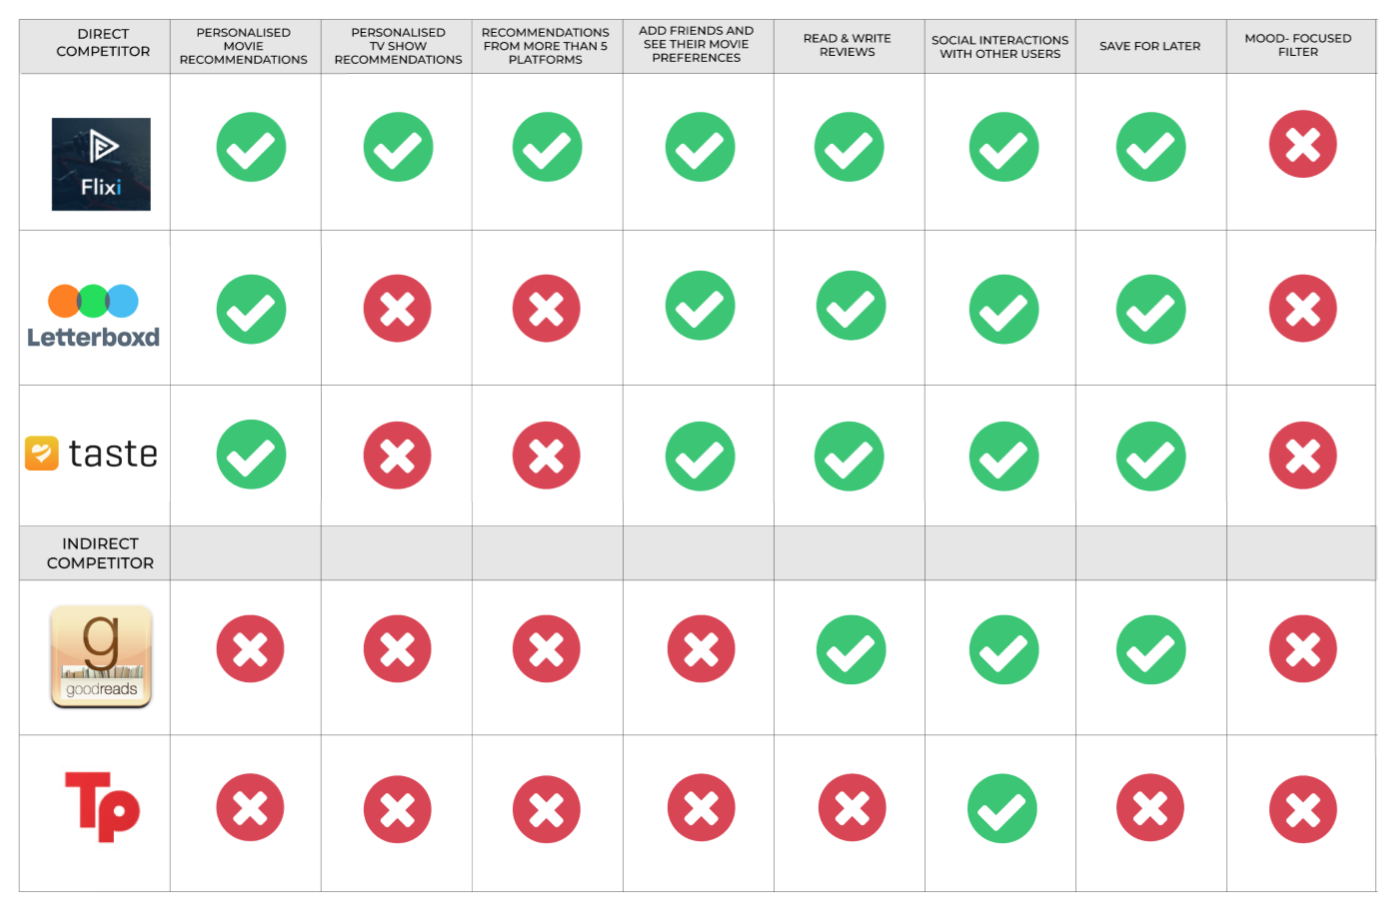 DIRECT
COMPETITOR
PERSONALISED
MOVIE
RECOMMENDATIONS
PERSONALISED
TV SHOW
RECOMMENDATIONS
RECOMMENDATIONS
FROM MORE THAN 5
PLATFORMS
ADD FRIENDS AND
SEE THEIR MOVIE
PREFERENCES
READ & WRITE
REVIEWS
SOCIAL INTERACTIONS
WITH OTHER USERS
SAVE FOR LATER
MOOD- FOCUSED
FILTER
Flixi
Letterboxd
taste
INDIRECT
COMPETITOR
g
goodreads
Tp